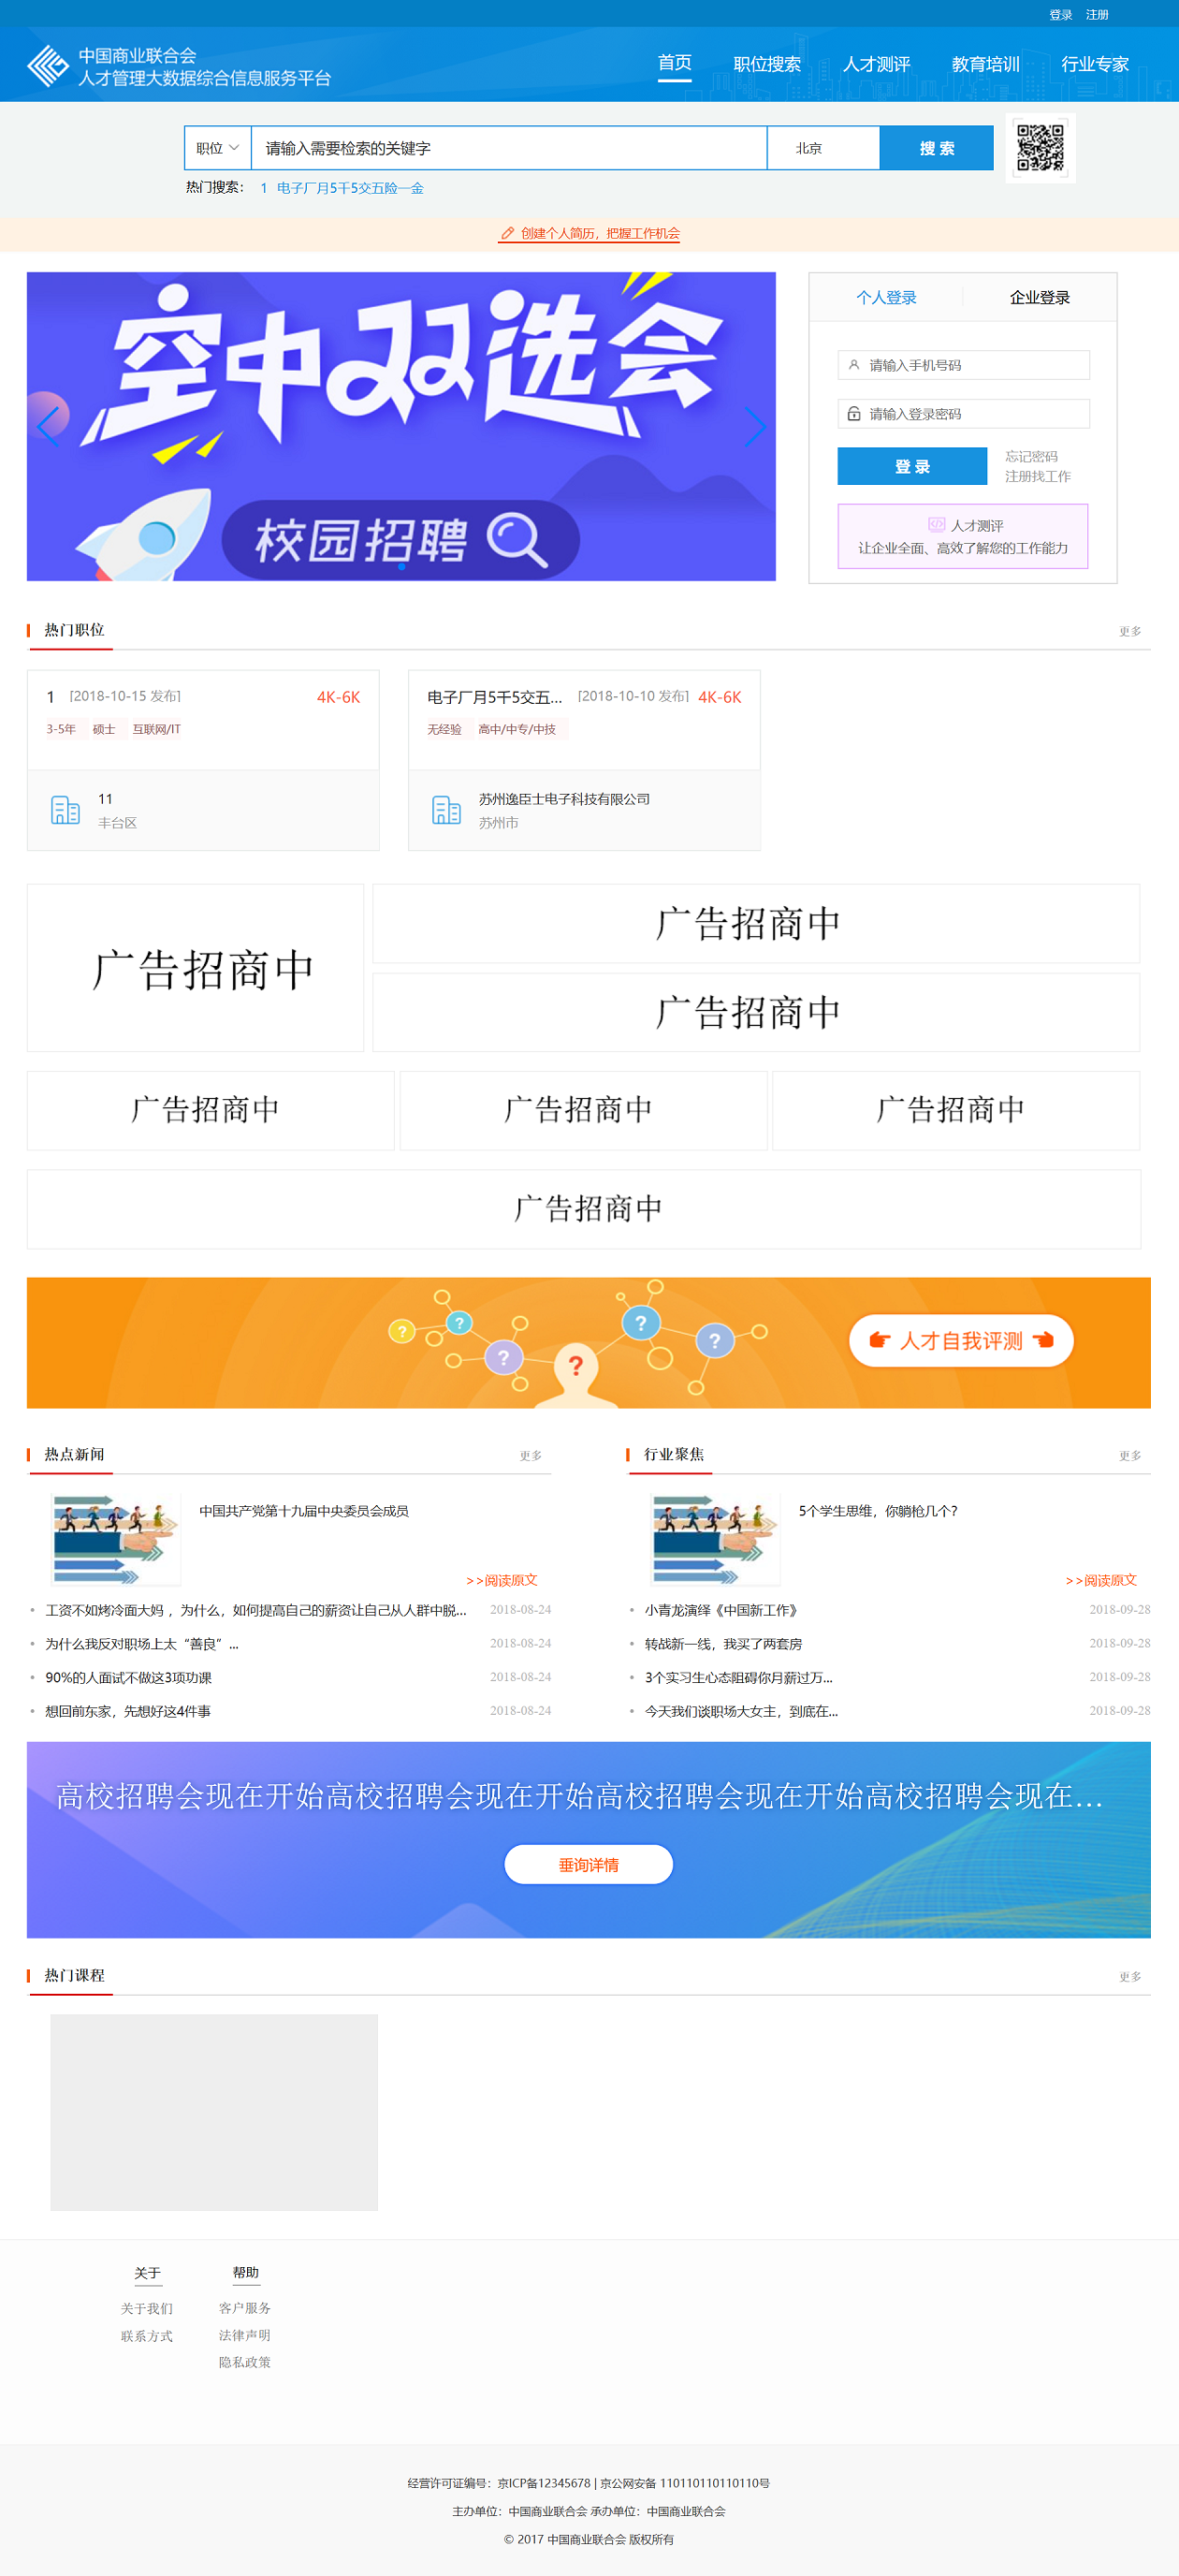 登录 注册
中国商业联合会
人才管理大数据综合信息服务平台
首页 职位搜索 人才测评 教育培训 行业专家
职位 请输入需要检索的关键字 北京 搜 索
热门搜索： 1 电子厂月5千5交五险一金
创建个人简历，把握工作机会
空中双选会
校园招聘
个人登录 企业登录
请输入手机号码
请输入登录密码
登 录
忘记密码
注册找工作
人才测评
让企业全面、高效了解您的工作能力
热门职位 更多
1 [2018-10-15 发布] 4K-6K
3-5年 硕士 互联网/IT
11
丰台区
电子厂月5千5交五... [2018-10-10 发布] 4K-6K
无经验 高中/中专/中技
苏州逸臣士电子科技有限公司
苏州市
广告招商中
广告招商中
广告招商中
广告招商中 广告招商中 广告招商中
广告招商中
? ? ? ? ? ?
人才自我评测
热点新闻 更多
中国共产党第十九届中央委员会成员
>>阅读原文
工资不如烤冷面大妈 ，为什么，如何提高自己的薪资让自己从人群中脱... 2018-08-24
为什么我反对职场上太“善良”... 2018-08-24
90%的人面试不做这3项功课 2018-08-24
想回前东家，先想好这4件事 2018-08-24
行业聚焦 更多
5个学生思维，你躺枪几个？
>>阅读原文
小青龙演绎《中国新工作》 2018-09-28
转战新一线，我买了两套房 2018-09-28
3个实习生心态阻碍你月薪过万... 2018-09-28
今天我们谈职场大女主，到底在... 2018-09-28
高校招聘会现在开始高校招聘会现在开始高校招聘会现在开始高校招聘会现在...
垂询详情
热门课程 更多
关于
关于我们
联系方式
帮助
客户服务
法律声明
隐私政策
经营许可证编号：京ICP备12345678 | 京公网安备 110110110110110号
主办单位：中国商业联合会 承办单位：中国商业联合会
© 2017 中国商业联合会 版权所有